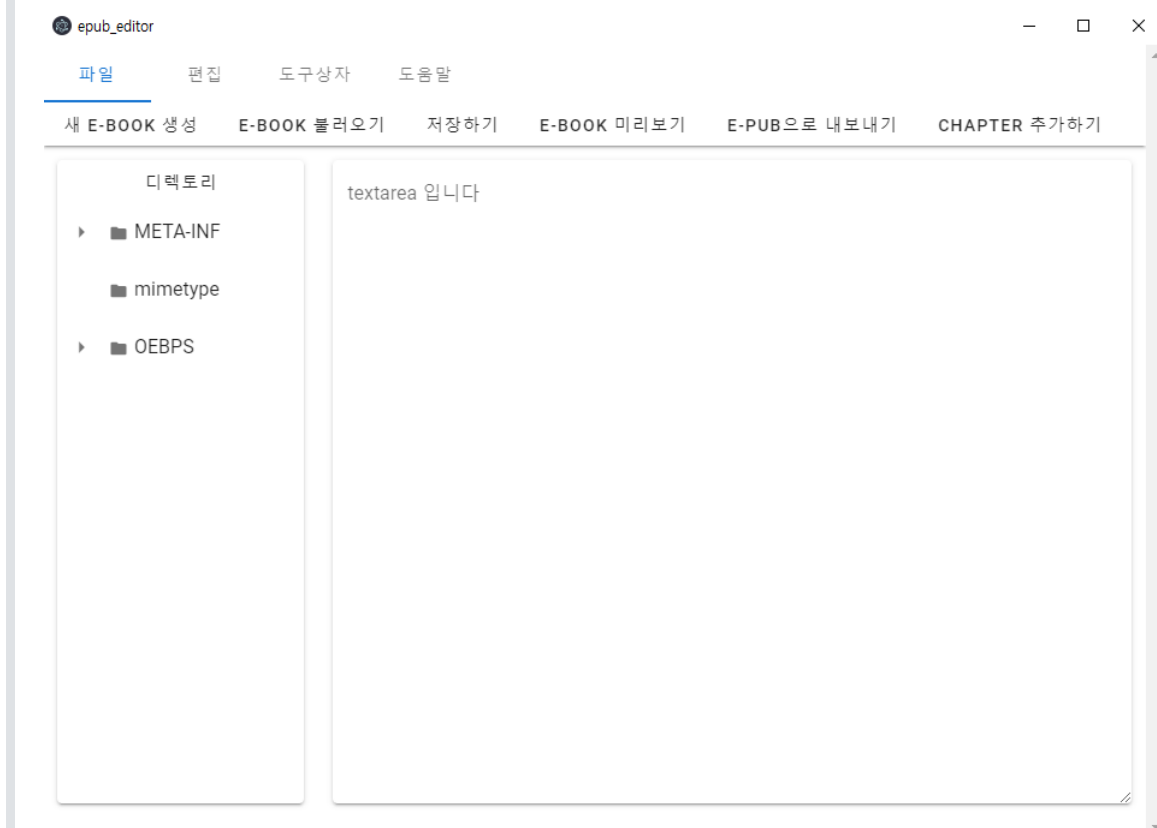 epub_editor
파일 편집 도구상자 도움말
새 E-BOOK 생성 E-BOOK 불러오기 저장하기 E-BOOK 미리보기 E-PUB으로 내보내기 CHAPTER 추가하기
디렉토리
META-INF
mimetype
OEBPS
textarea 입니다